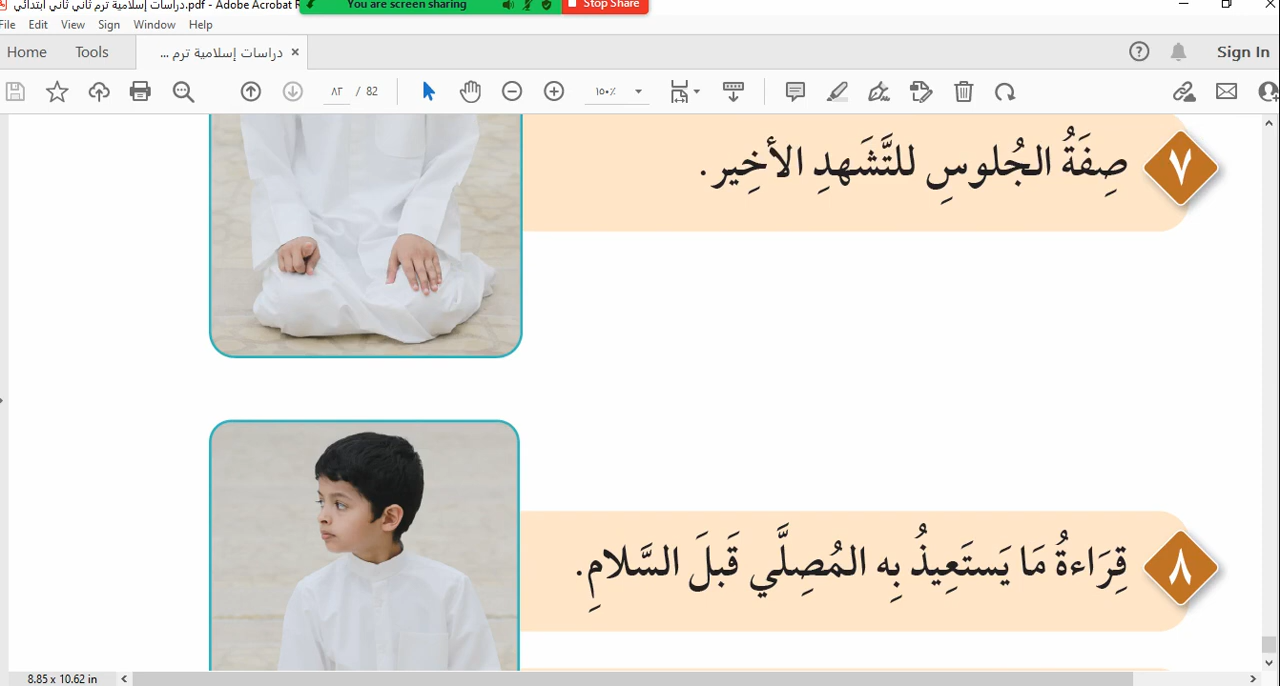 دراسات إسلامية ترم ثاني ثاني ابتدائي.pdf - Adobe Acrobat R
You are screen sharing
Stop Share
File Edit View Sign Window Help
Home Tools دراسات إسلامية ترم ... × Sign In
٨٢ / 82 ١٥٠٪
٧ صِفَةُ الجُلوسِ للتَّشَهدِ الأخِير.
٨ قِرَاءةُ مَا يَستَعِيذُ بِه المُصِلَّي قَبلَ السَّلامِ.
8.85 x 10.62 in